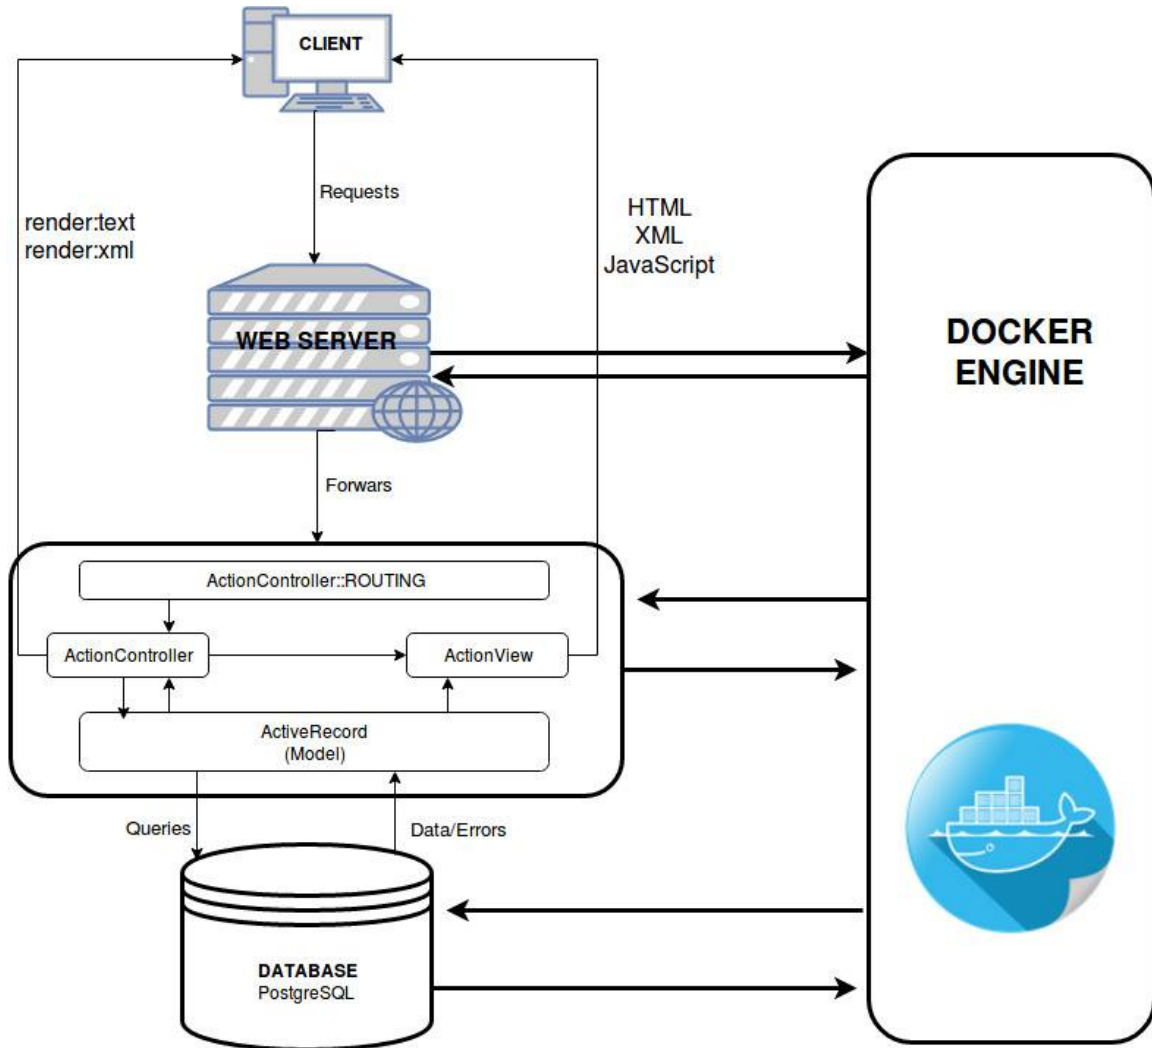 CLIENT
Requests
render:text
render:xml
HTML
XML
JavaScript
WEB SERVER
DOCKER
ENGINE
Forwars
ActionController::ROUTING
ActionController
ActionView
ActiveRecord
(Model)
Queries
Data/Errors
DATABASE
PostgreSQL